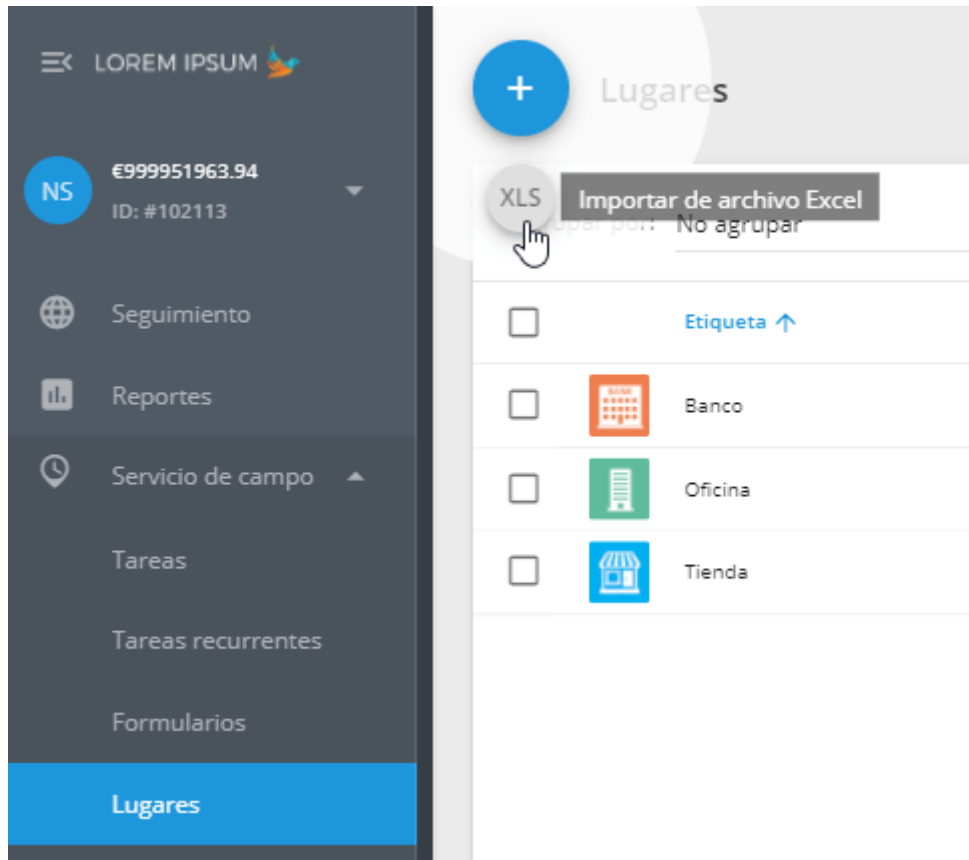 LOREM IPSUM
NS
€999951963.94
ID: #102113
Seguimiento
Reportes
Servicio de campo
Tareas
Tareas recurrentes
Formularios
Lugares
+
Lugares
XLS
Importar de archivo Excel
No agrupar
Etiqueta ↑
BANK
Banco
Oficina
Tienda